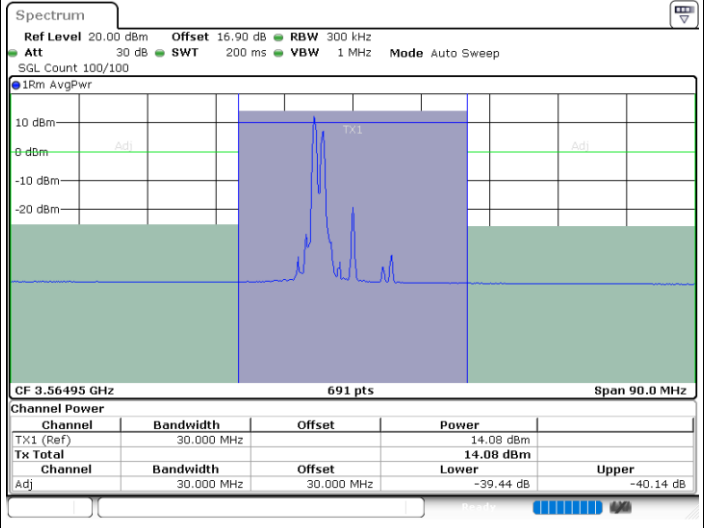 Spectrum
Ref Level 20.00 dBm Offset 16.90 dB RBW 300 kHz
Att 30 dB SWT 200 ms VBW 1 MHz Mode Auto Sweep
SGL Count 100/100
1Rm AvgPwr
10 dBm
TX1
Adj
Adj
0 dBm
-10 dBm
-20 dBm
CF 3.56495 GHz 691 pts Span 90.0 MHz
Channel Power
Channel Bandwidth Offset Power
TX1 (Ref) 30.000 MHz 14.08 dBm
Tx Total 14.08 dBm
Channel Bandwidth Offset Lower Upper
Adj 30.000 MHz 30.000 MHz -39.44 dB -40.14 dB
Ready